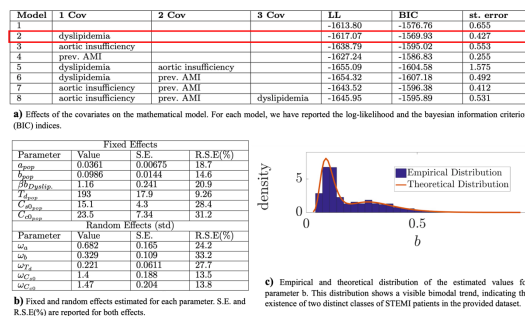 Model 1 Cov 2 Cov 3 Cov LL BIC st. error
1 -1613.80 -1576.76 0.655
2 dyslipidemia -1617.07 -1569.93 0.427
3 aortic insufficiency -1638.79 -1595.02 0.553
4 prev. AMI -1627.24 -1586.83 0.255
5 dyslipidemia aortic insufficiency -1655.09 -1604.58 1.575
6 dyslipidemia prev. AMI -1654.32 -1607.18 0.492
7 aortic insufficiency prev. AMI -1643.52 -1596.38 0.412
8 aortic insufficiency prev. AMI dyslipidemia -1645.95 -1595.89 0.531
a) Effects of the covariates on the mathematical model. For each model, we have reported the log-likelihood and the bayesian information criterio
(BIC) indices.
Fixed Effects
Parameter Value S.E. R.S.E(%)
a_pop 0.0361 0.00675 18.7
b_pop 0.0986 0.0144 14.6
βb_Dyslip. 1.16 0.241 20.9
T_d_pop 193 17.9 9.26
C_s0_pop 15.1 4.3 28.4
C_c0_pop 23.5 7.34 31.2
Random Effects (std)
Parameter Value S.E. R.S.E(%)
ω_a 0.682 0.165 24.2
ω_b 0.329 0.109 33.2
ω_T_d 0.221 0.0611 27.7
ω_C_s0 1.4 0.188 13.5
ω_C_c0 1.47 0.204 13.8
b) Fixed and random effects estimated for each parameter. S.E. and
R.S.E(%) are reported for both effects.
density
5
0
0 0.5
b
Empirical Distribution
Theoretical Distribution
c) Empirical and theoretical distribution of the estimated values fo
parameter b. This distribution shows a visible bimodal trend, indicating th
existence of two distinct classes of STEMI patients in the provided dataset.